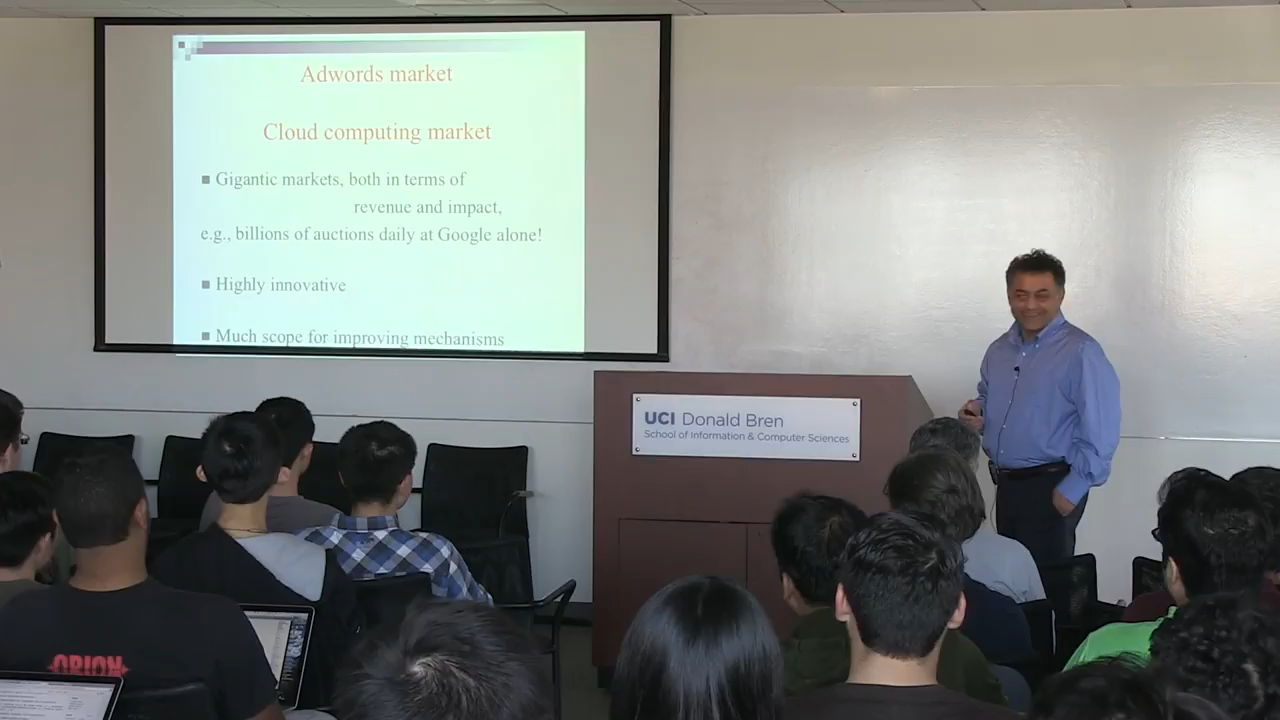 Adwords market
Cloud computing market
Gigantic markets, both in terms of
revenue and impact,
e.g., billions of auctions daily at Google alone!
Highly innovative
Much scope for improving mechanisms
UCI Donald Bren
School of Information & Computer Sciences
ORION